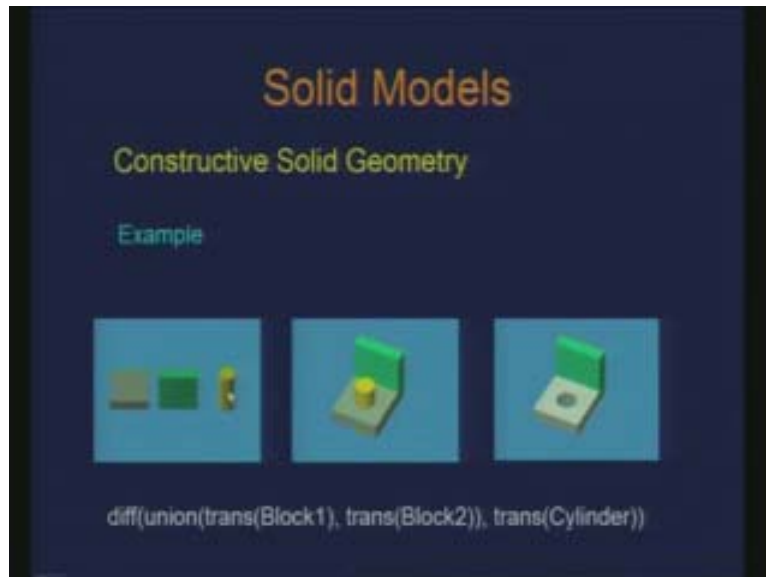 Solid Models
Constructive Solid Geometry
Example
diff(union(trans(Block1), trans(Block2)), trans(Cylinder))